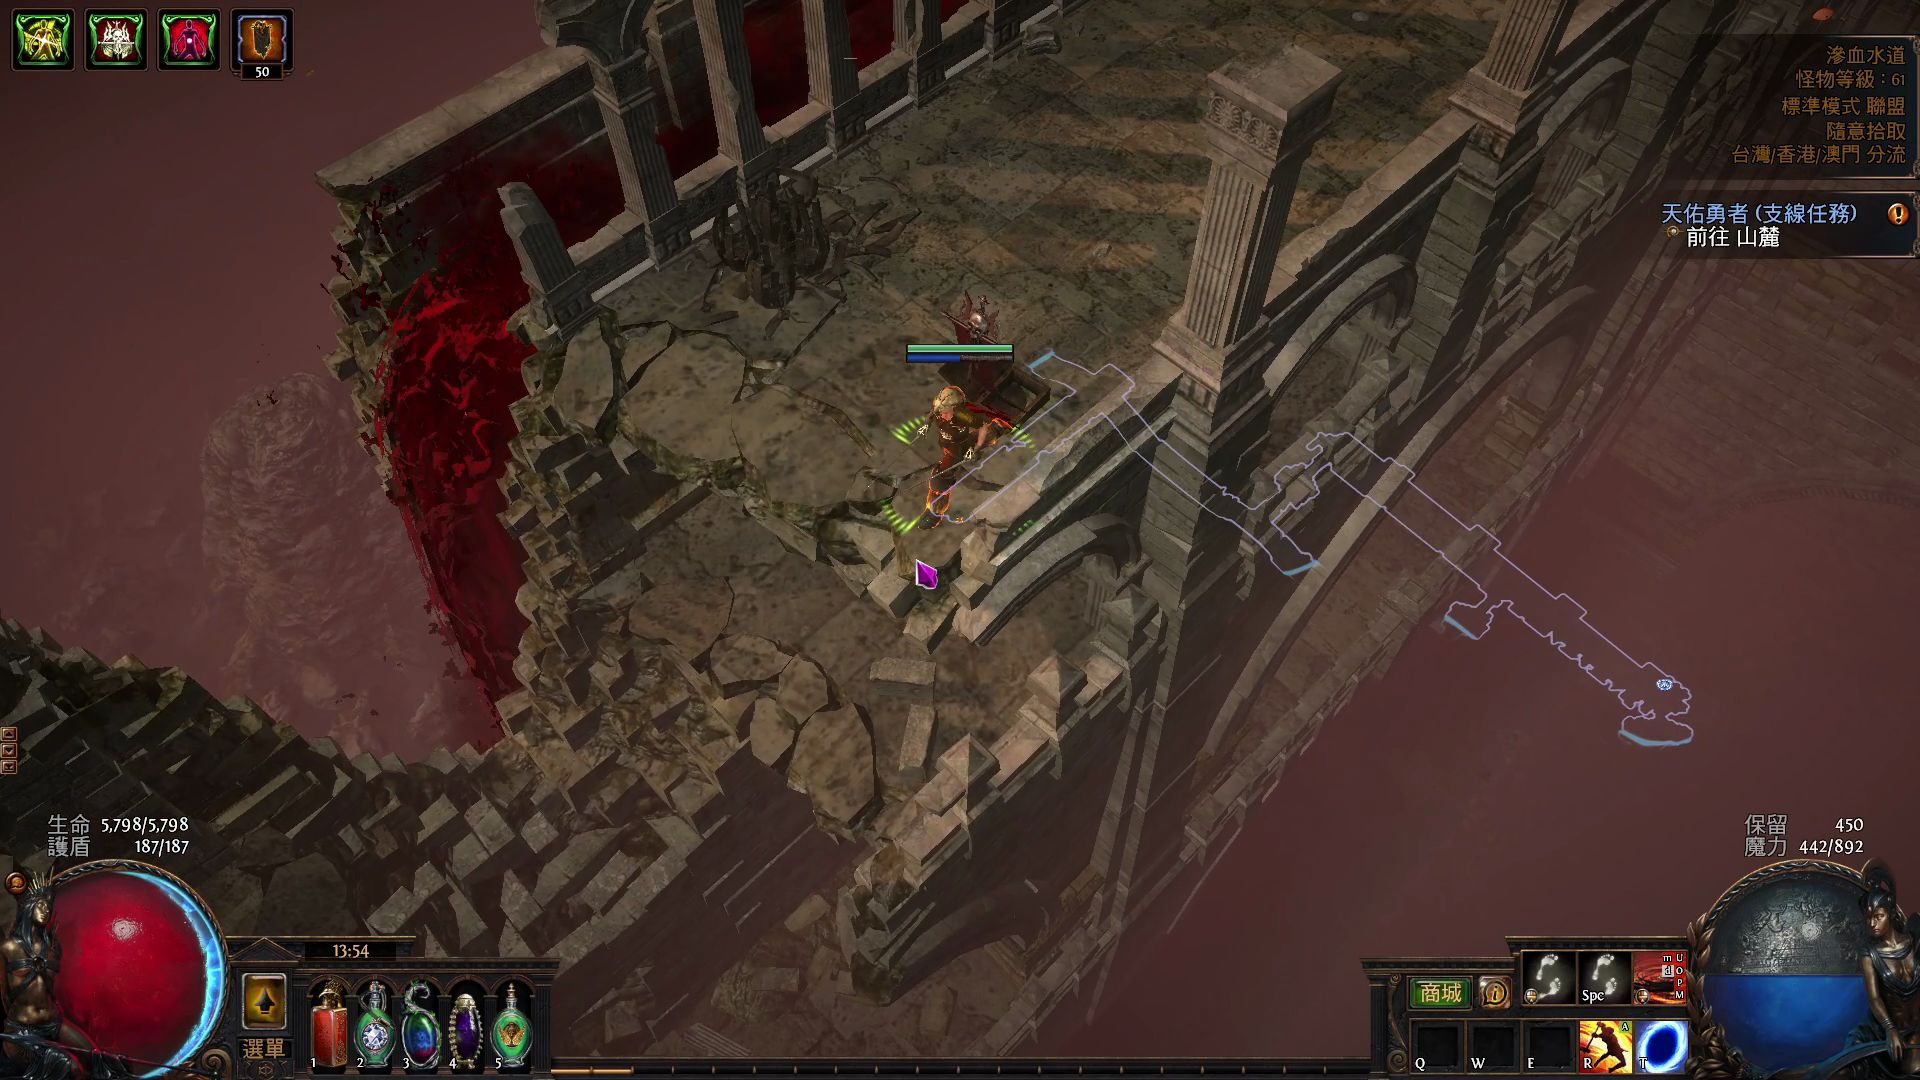 50
滲血水道
怪物等級：61
標準模式 聯盟
隨意拾取
台灣/香港/澳門 分流
天佑勇者 (支線任務)
前往 山麓
生命 5,798/5,798
護盾 187/187
保留 450
魔力 442/892
13:54
選單
1 2 3 4 5
商城
Spc
m U
d O
P
M
Q W E R A T